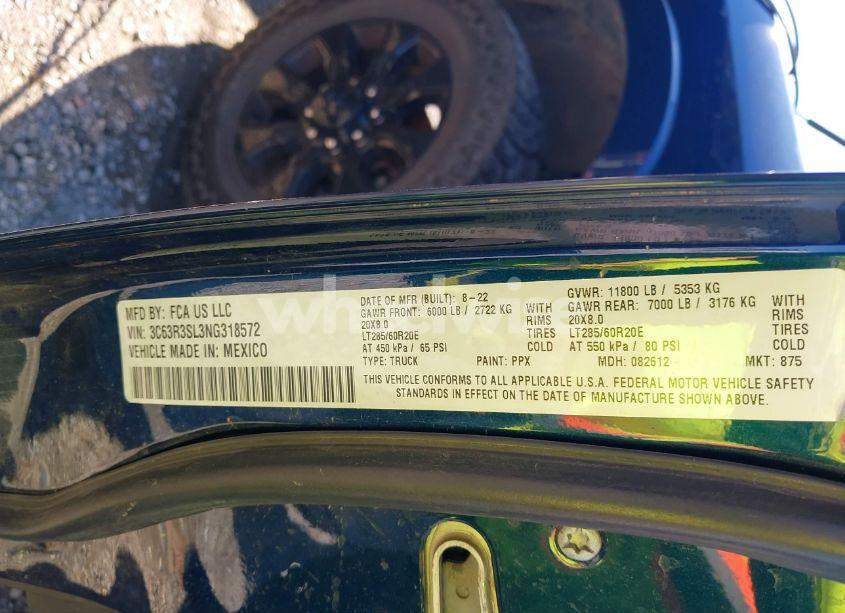 MFD BY: FCA US LLC
VIN: 3C63R3SL3NG318572
VEHICLE MADE IN: MEXICO
DATE OF MFR (BUILT): 8-22
GAWR FRONT: 6000 LB / 2722 KG WITH
20X8.0 RIMS
LT285/60R20E TIRES
AT 450 kPa / 65 PSI COLD
GVWR: 11800 LB / 5353 KG
GAWR REAR: 7000 LB / 3176 KG WITH
20X8.0 RIMS
LT285/60R20E TIRES
AT 550 kPa / 80 PSI COLD
TYPE: TRUCK PAINT: PPX MDH: 082612 MKT: 875
THIS VEHICLE CONFORMS TO ALL APPLICABLE U.S.A. FEDERAL MOTOR VEHICLE SAFETY
STANDARDS IN EFFECT ON THE DATE OF MANUFACTURE SHOWN ABOVE.